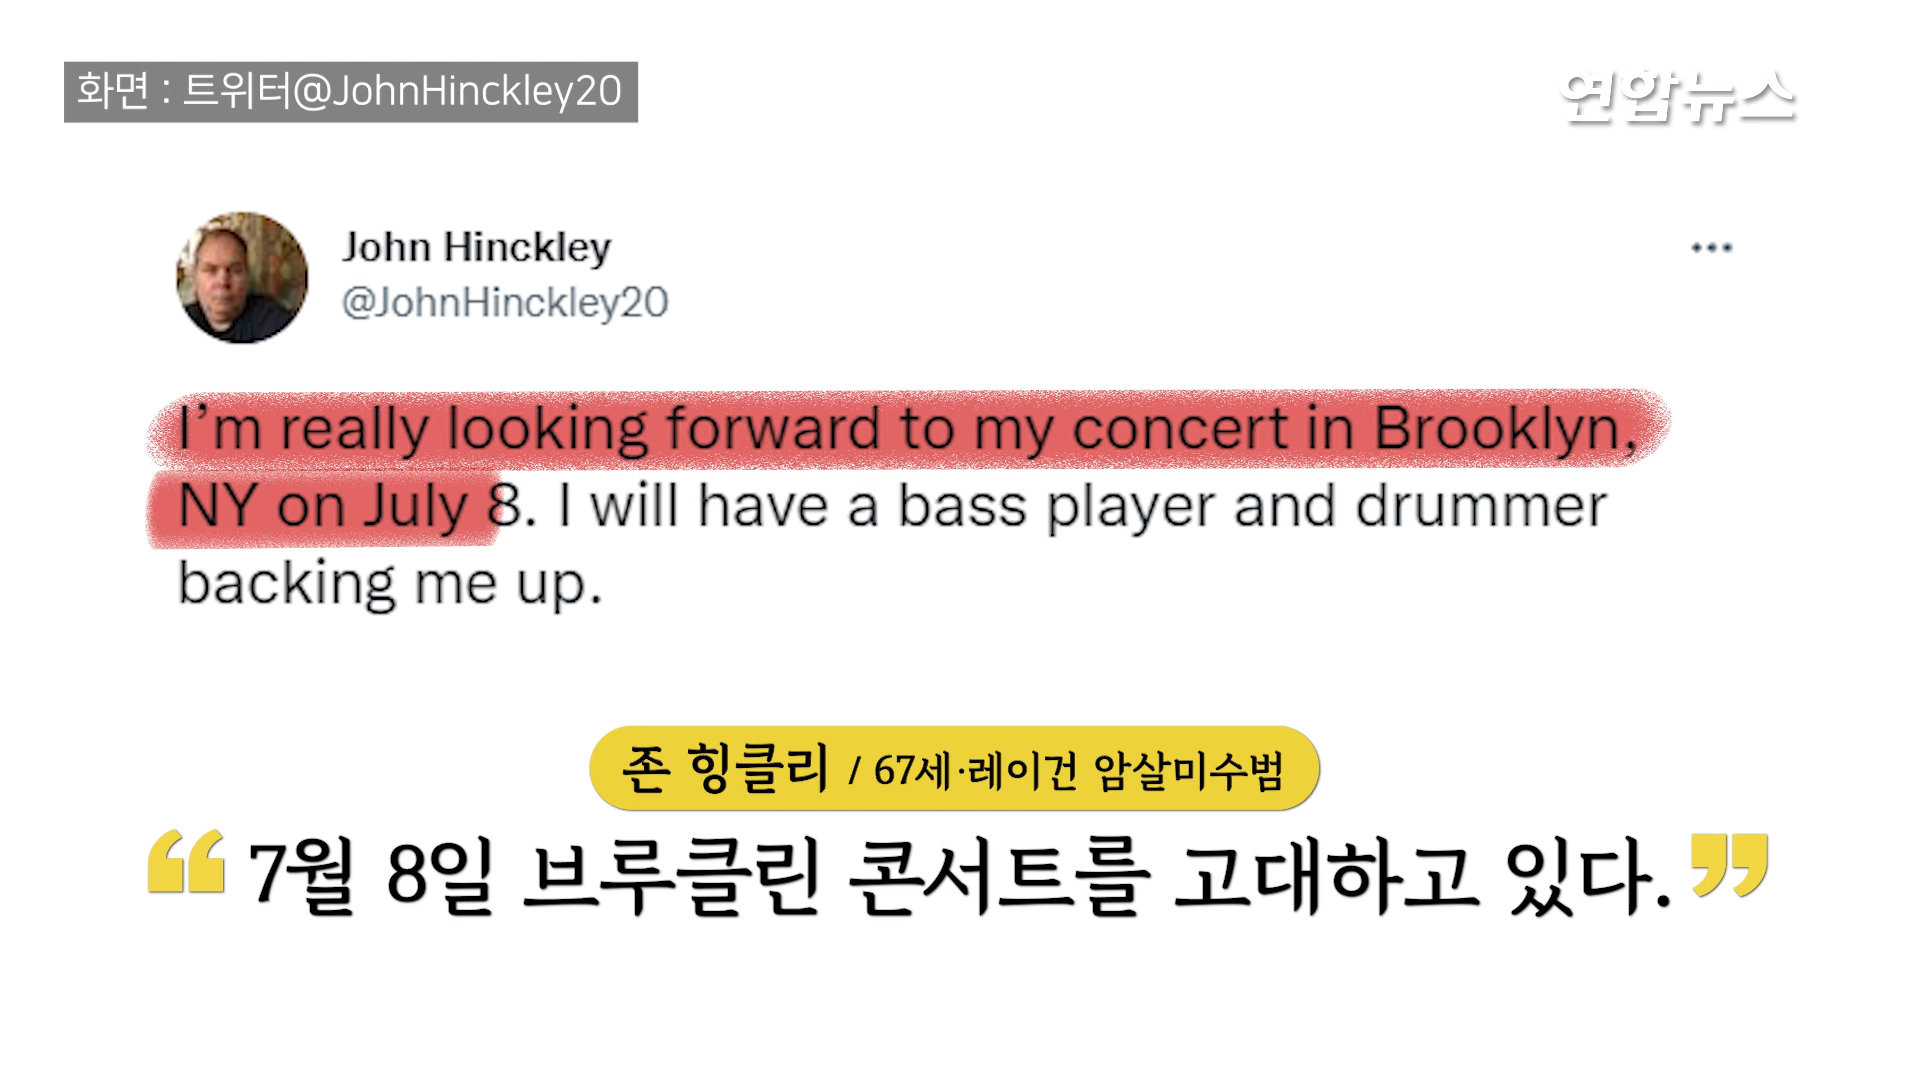 화면 : 트위터@JohnHinckley20
연합뉴스
John Hinckley
@JohnHinckley20
I’m really looking forward to my concert in Brooklyn,
NY on July 8. I will have a bass player and drummer
backing me up.
존 힝클리 / 67세·레이건 암살미수범
“7월 8일 브루클린 콘서트를 고대하고 있다.”